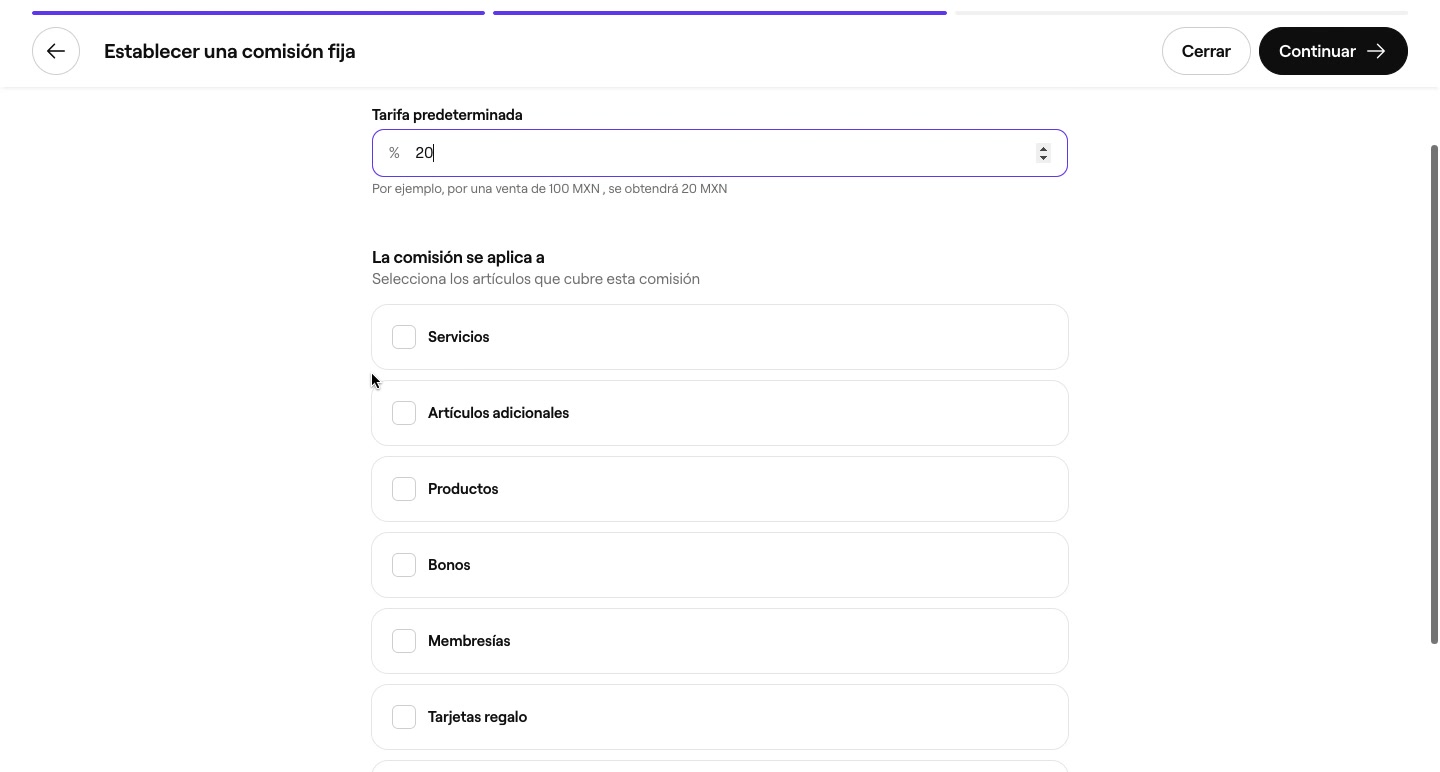 Establecer una comisión fija
Cerrar
Continuar
Tarifa predeterminada
% 20
Por ejemplo, por una venta de 100 MXN , se obtendrá 20 MXN
La comisión se aplica a
Selecciona los artículos que cubre esta comisión
Servicios
Artículos adicionales
Productos
Bonos
Membresías
Tarjetas regalo